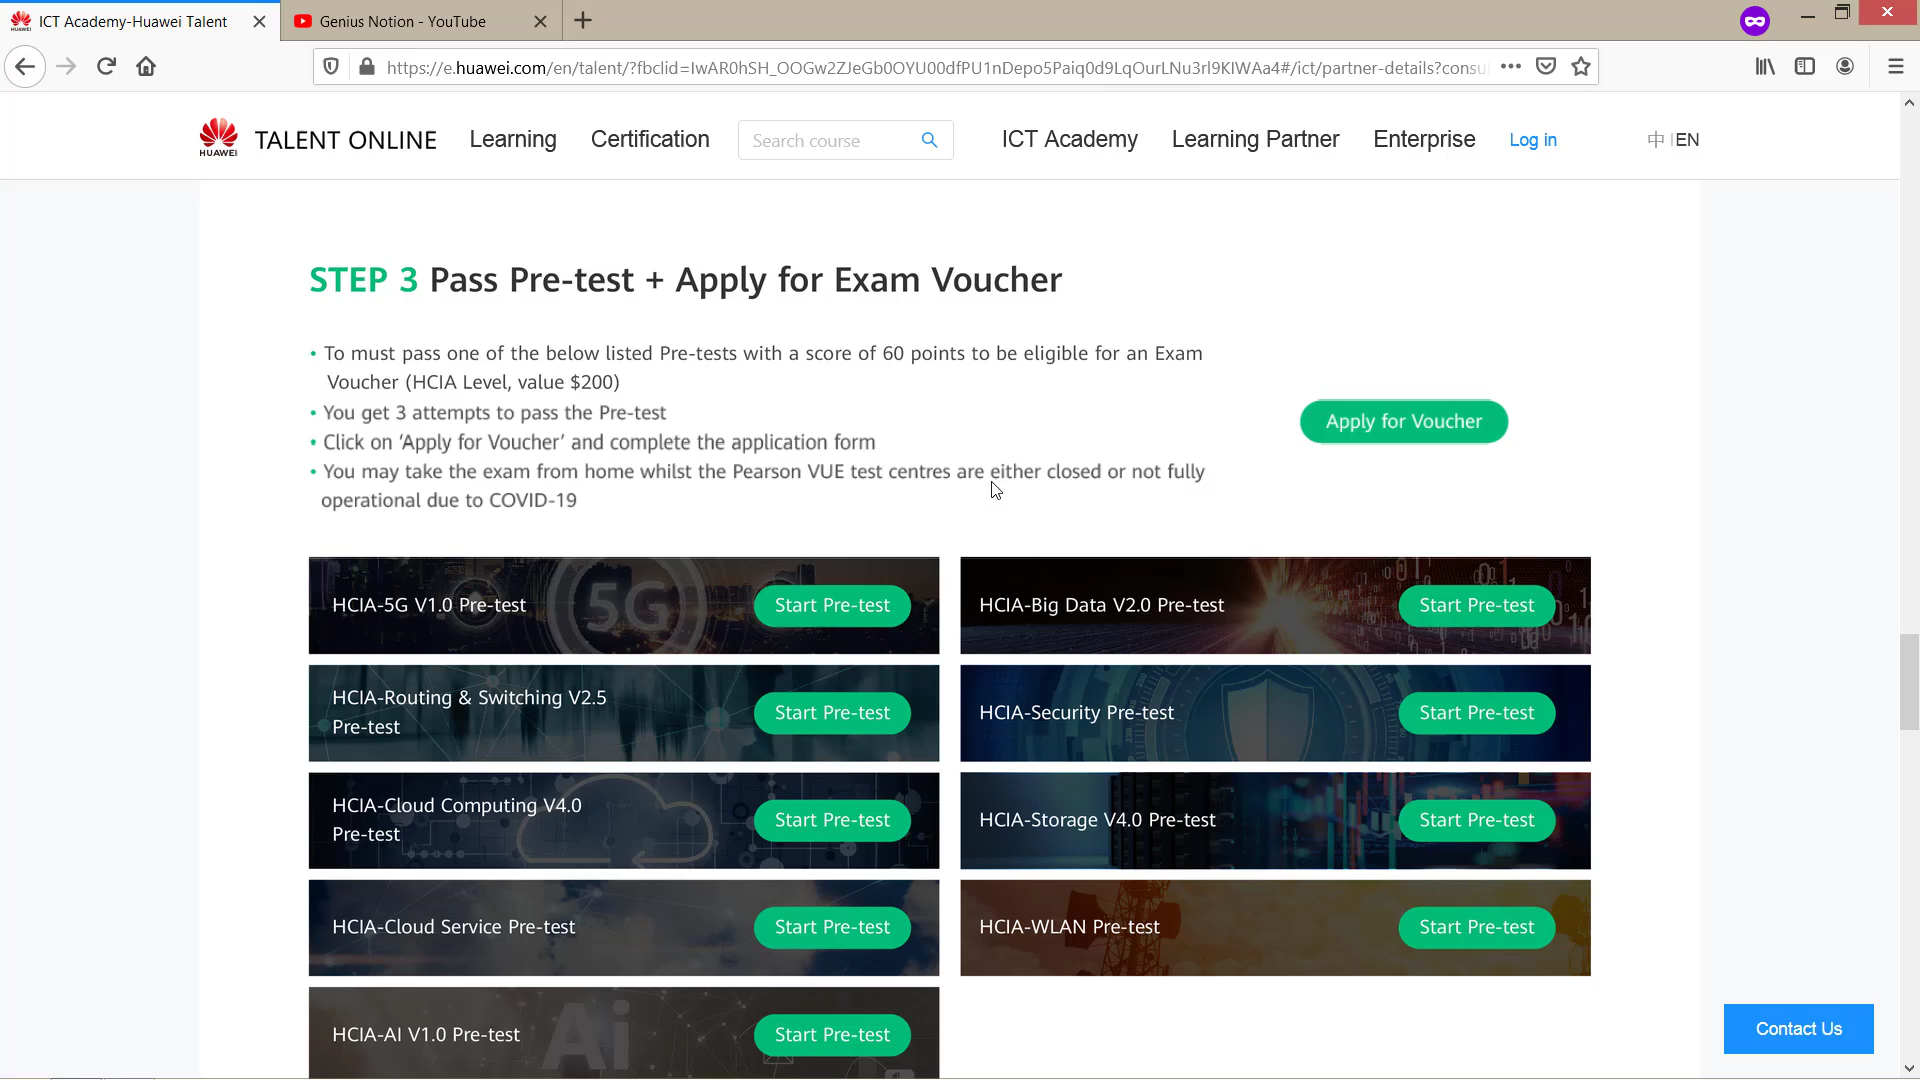 ICT Academy-Huawei Talent
Genius Notion - YouTube
https://e.huawei.com/en/talent/?fbclid=IwAR0hSH_OOGw2ZJeGb0OYU00dfPU1nDepo5Paiq0d9LqOurLNu3rl9KIWAa4#/ict/partner-details?consul
HUAWEI
TALENT ONLINE
Learning
Certification
Search course
ICT Academy
Learning Partner
Enterprise
Log in
中 | EN
STEP 3 Pass Pre-test + Apply for Exam Voucher
• To must pass one of the below listed Pre-tests with a score of 60 points to be eligible for an Exam
Voucher (HCIA Level, value $200)
• You get 3 attempts to pass the Pre-test
• Click on ‘Apply for Voucher’ and complete the application form
• You may take the exam from home whilst the Pearson VUE test centres are either closed or not fully
operational due to COVID-19
Apply for Voucher
HCIA-5G V1.0 Pre-test
5G
Start Pre-test
HCIA-Big Data V2.0 Pre-test
Start Pre-test
HCIA-Routing & Switching V2.5
Pre-test
Start Pre-test
HCIA-Security Pre-test
Start Pre-test
HCIA-Cloud Computing V4.0
Pre-test
Start Pre-test
HCIA-Storage V4.0 Pre-test
Start Pre-test
HCIA-Cloud Service Pre-test
Start Pre-test
HCIA-WLAN Pre-test
Start Pre-test
HCIA-AI V1.0 Pre-test
Ai
Start Pre-test
Contact Us